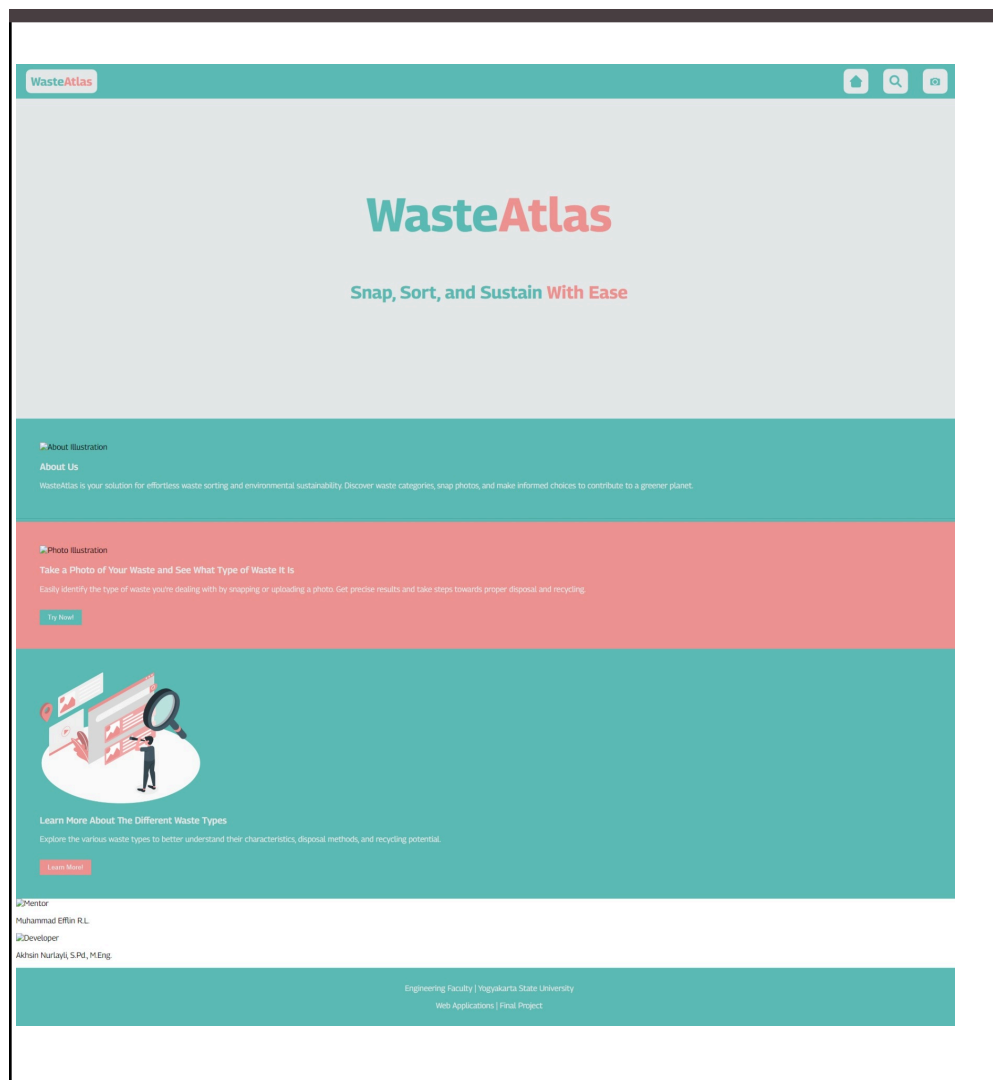 WasteAtlas
WasteAtlas
Snap, Sort, and Sustain With Ease
About Illustration
About Us
WasteAtlas is your solution for effortless waste sorting and environmental sustainability. Discover waste categories, snap photos, and make informed choices to contribute to a greener planet.
Photo Illustration
Take a Photo of Your Waste and See What Type of Waste It Is
Easily identify the type of waste you're dealing with by snapping or uploading a photo. Get precise results and take steps towards proper disposal and recycling.
Try Now!
Learn More About The Different Waste Types
Explore the various waste types to better understand their characteristics, disposal methods, and recycling potential.
Learn More!
Mentor
Muhammad Efflin R.L.
Developer
Akhsin Nurlayli, S.Pd., M.Eng.
Engineering Faculty | Yogyakarta State University
Web Applications | Final Project